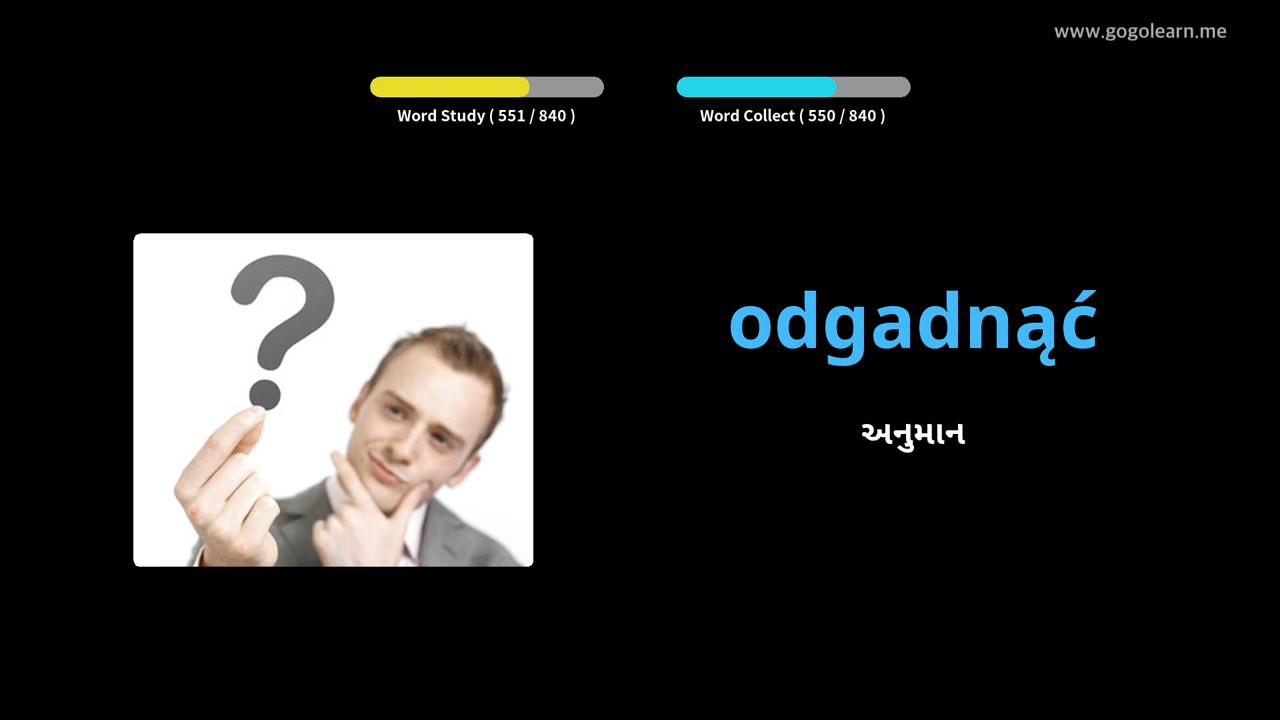 www.gogolearn.me
Word Study ( 551 / 840 )
Word Collect ( 550 / 840 )
?
odgadnąć
અનુમાન